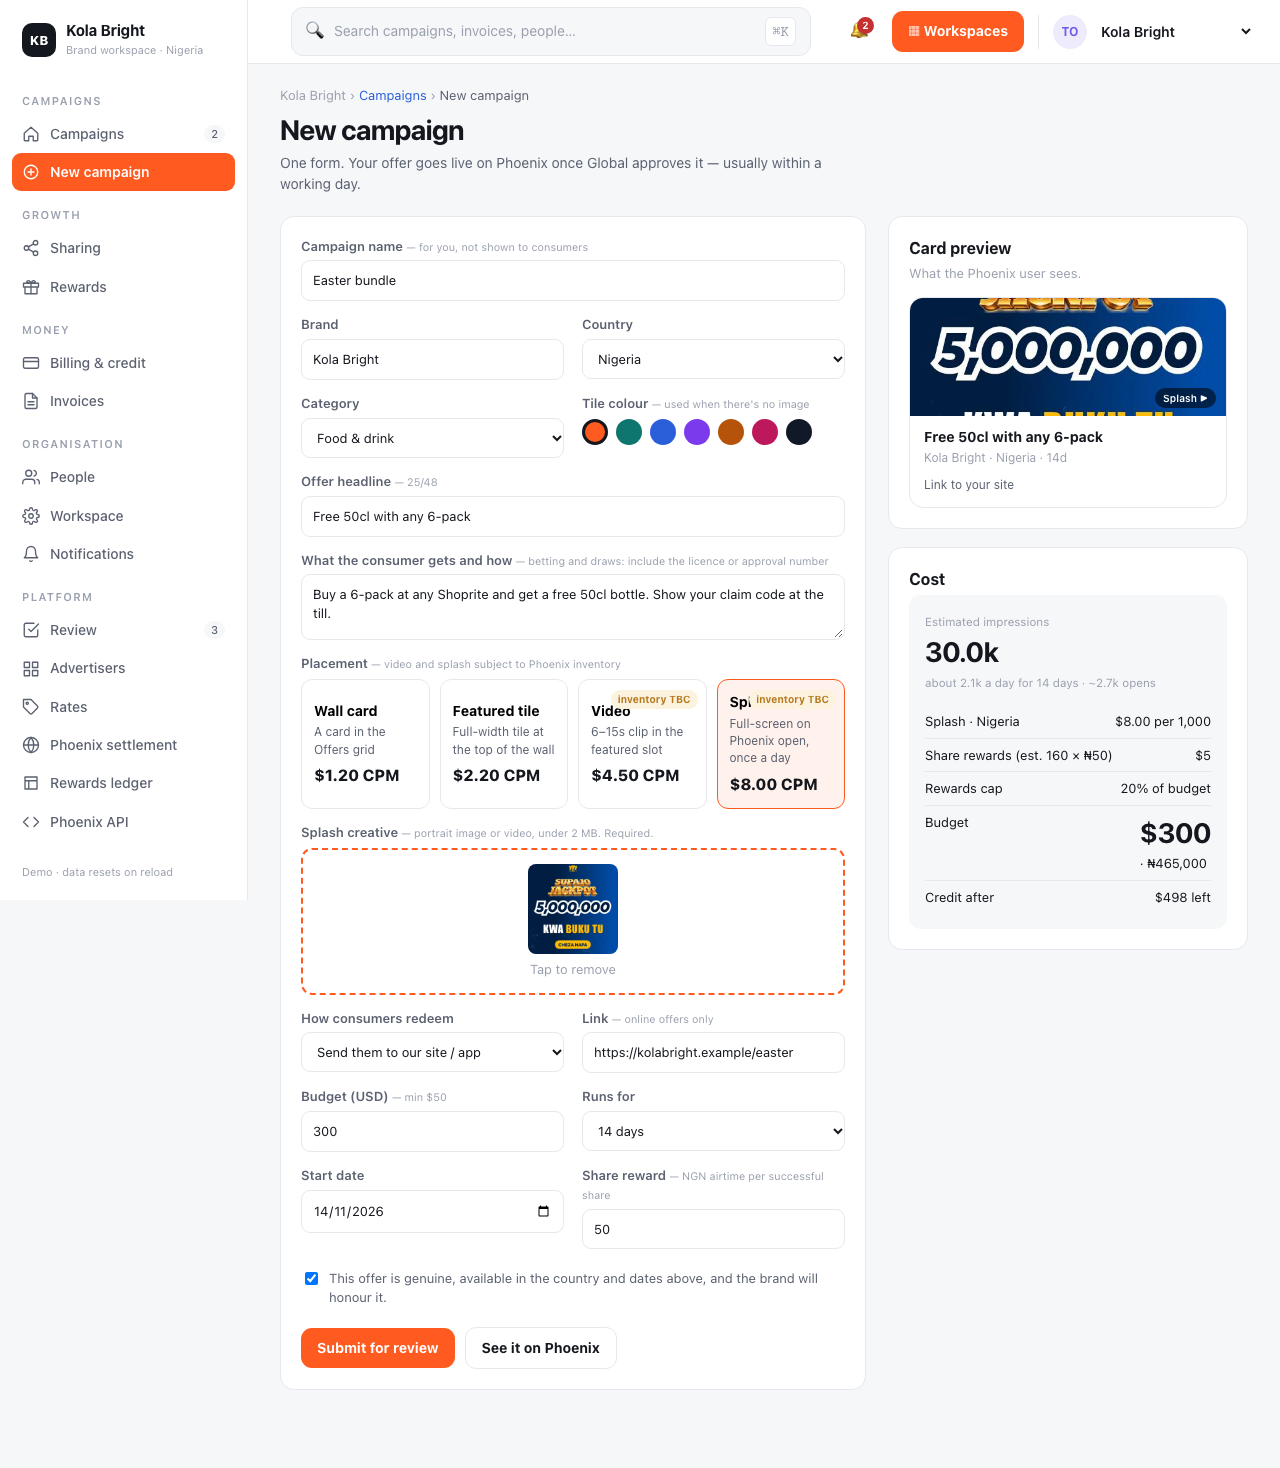 KB
Kola Bright
Brand workspace · Nigeria
CAMPAIGNS
Campaigns 2
New campaign
GROWTH
Sharing
Rewards
MONEY
Billing & credit
Invoices
ORGANISATION
People
Workspace
Notifications
PLATFORM
Review 3
Advertisers
Rates
Phoenix settlement
Rewards ledger
Phoenix API
Demo · data resets on reload
Search campaigns, invoices, people...
⌘K
2
Workspaces
TO
Kola Bright
Kola Bright › Campaigns › New campaign
New campaign
One form. Your offer goes live on Phoenix once Global approves it — usually within a
working day.
Campaign name — for you, not shown to consumers
Easter bundle
Brand
Kola Bright
Country
Nigeria
Category
Food & drink
Tile colour — used when there's no image
Offer headline — 25/48
Free 50cl with any 6-pack
What the consumer gets and how — betting and draws: include the licence or approval number
Buy a 6-pack at any Shoprite and get a free 50cl bottle. Show your claim code at the
till.
Placement — video and splash subject to Phoenix inventory
Wall card
A card in the
Offers grid
$1.20 CPM
Featured tile
Full-width tile at
the top of the wall
$2.20 CPM
inventory TBC
Video
6–15s clip in the
featured slot
$4.50 CPM
inventory TBC
Full-screen on
Phoenix open,
once a day
$8.00 CPM
Splash creative — portrait image or video, under 2 MB. Required.
SUPA10
JACKPOT
5,000,000
KWA BUKU TU
CHEZA HAPA
Tap to remove
How consumers redeem
Send them to our site / app
Link — online offers only
https://kolabright.example/easter
Budget (USD) — min $50
300
Runs for
14 days
Start date
14/11/2026
Share reward — NGN airtime per successful
share
50
This offer is genuine, available in the country and dates above, and the brand will
honour it.
Submit for review
See it on Phoenix
Card preview
What the Phoenix user sees.
JACKPOT
5,000,000
KWA BUKU TU
Splash ▶
Free 50cl with any 6-pack
Kola Bright · Nigeria · 14d
Link to your site
Cost
Estimated impressions
30.0k
about 2.1k a day for 14 days · ~2.7k opens
Splash · Nigeria $8.00 per 1,000
Share rewards (est. 160 × ₦50) $5
Rewards cap 20% of budget
Budget $300
· ₦465,000
Credit after $498 left